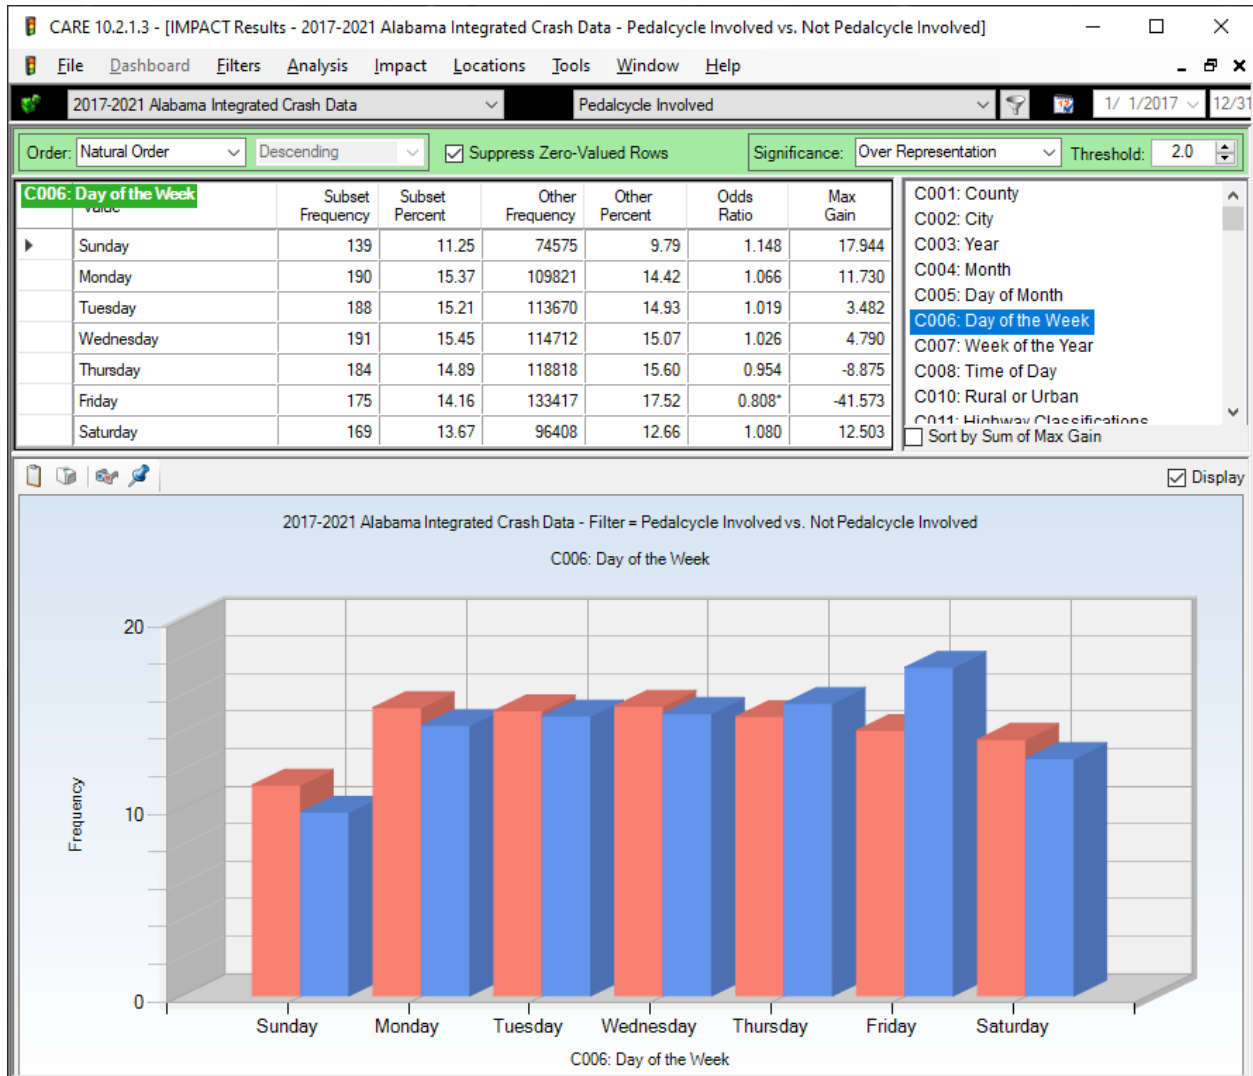 CARE 10.2.1.3 - [IMPACT Results - 2017-2021 Alabama Integrated Crash Data - Pedalcycle Involved vs. Not Pedalcycle Involved]
File Dashboard Filters Analysis Impact Locations Tools Window Help
2017-2021 Alabama Integrated Crash Data Pedalcycle Involved 1/ 1/2017 12/31
Order: Natural Order Descending Suppress Zero-Valued Rows Significance: Over Representation Threshold: 2.0
C006: Day of the Week
Subset Frequency Subset Percent Other Frequency Other Percent Odds Ratio Max Gain
Sunday 139 11.25 74575 9.79 1.148 17.944
Monday 190 15.37 109821 14.42 1.066 11.730
Tuesday 188 15.21 113670 14.93 1.019 3.482
Wednesday 191 15.45 114712 15.07 1.026 4.790
Thursday 184 14.89 118818 15.60 0.954 -8.875
Friday 175 14.16 133417 17.52 0.808* -41.573
Saturday 169 13.67 96408 12.66 1.080 12.503
C001: County
C002: City
C003: Year
C004: Month
C005: Day of Month
C006: Day of the Week
C007: Week of the Year
C008: Time of Day
C010: Rural or Urban
C011: Highway Classifications
Sort by Sum of Max Gain
Display
2017-2021 Alabama Integrated Crash Data - Filter = Pedalcycle Involved vs. Not Pedalcycle Involved
C006: Day of the Week
20
10
0
Frequency
Sunday Monday Tuesday Wednesday Thursday Friday Saturday
C006: Day of the Week